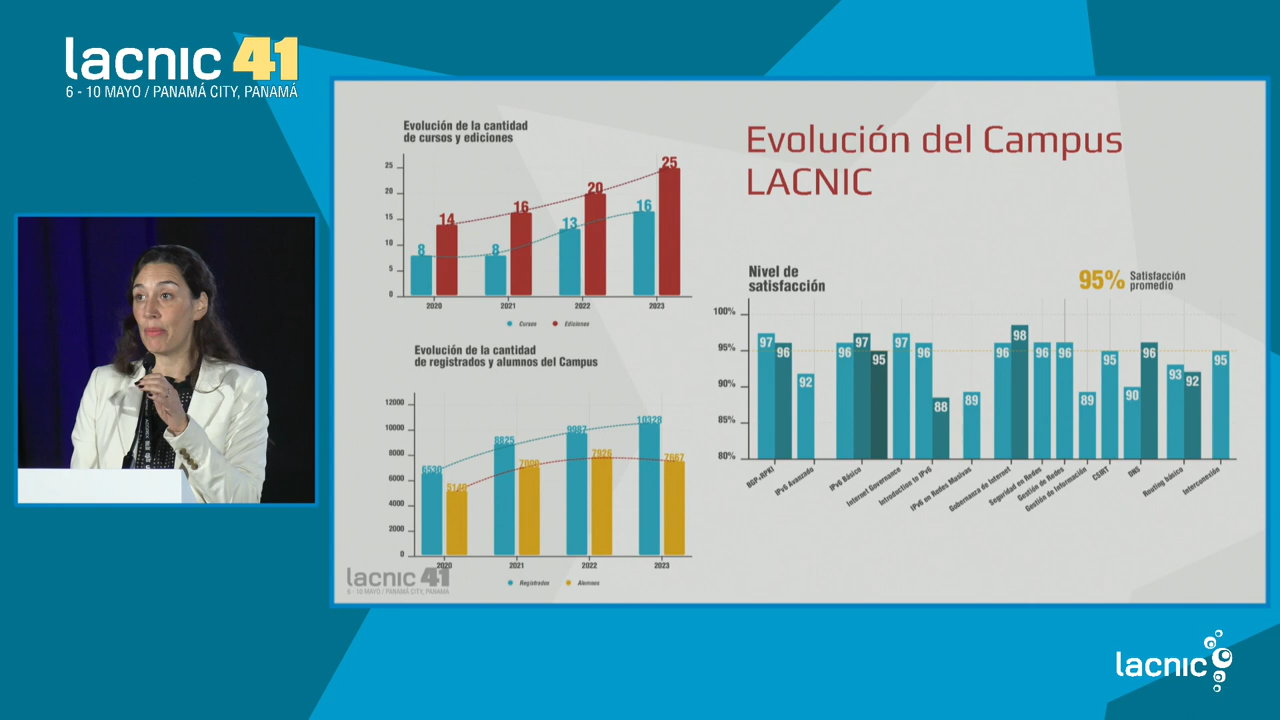 lacnic 41
6 - 10 MAYO / PANAMÁ CITY, PANAMÁ
Evolución de la cantidad
de cursos y ediciones
25
20
15
10
5
0
8
14
8
16
13
20
16
25
2020
2021
2022
2023
Cursos
Ediciones
Evolución de la cantidad
de registrados y alumnos del Campus
12000
10000
8000
6000
4000
2000
0
6530
8825
9987
7926
10328
7667
2020
2021
2022
2023
Registrados
Alumnos
lacnic 41
6 - 10 MAYO / PANAMÁ CITY, PANAMÁ
Evolución del Campus
LACNIC
Nivel de
satisfacción
95%
Satisfacción
promedio
100%
95%
90%
85%
80%
97
96
92
96
97
95
97
96
88
89
96
98
96
96
89
95
90
96
93
92
95
BGP+RPKI
IPv6 Avanzado
IPv6 Básico
Internet Governance
Introduction to IPv6
IPv6 en Redes Masivas
Gobernanza de Internet
Seguridad en Redes
Gestión de Redes
Gestión de Información
CSIRT
DNS
Routing básico
Interconexión
lacnic